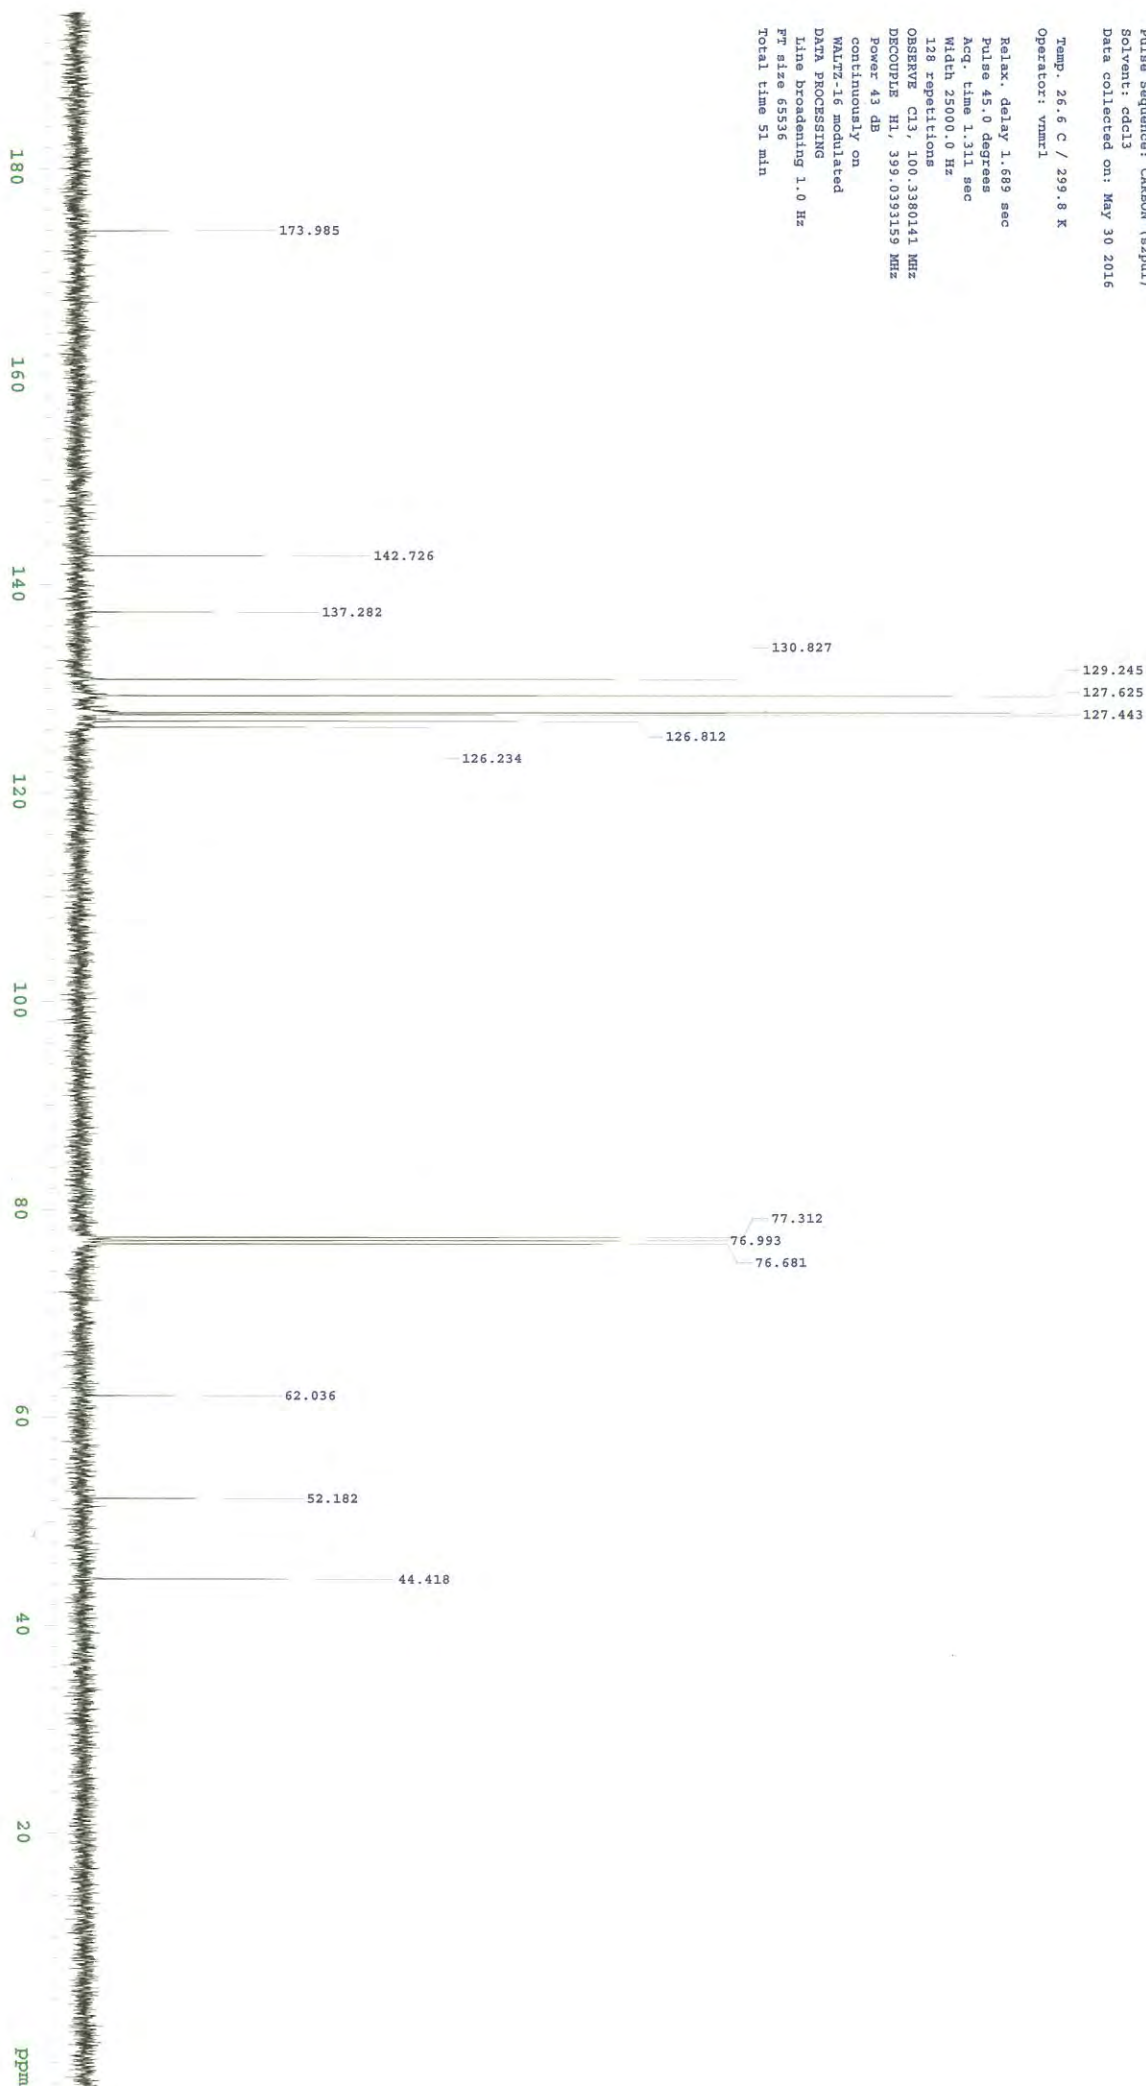 Solvent: cdcl3
Data collected on: May 30 2016
Temp. 26.6 C / 299.8 K
Operator: vnmr1
Relax. delay 1.689 sec
Pulse 45.0 degrees
Acq. time 1.311 sec
Width 25000.0 Hz
128 repetitions
OBSERVE C13, 100.3380141 MHz
DECOUPLE H1, 399.0393159 MHz
Power 43 dB
continuously on
WALTZ-16 modulated
DATA PROCESSING
Line broadening 1.0 Hz
FT size 65536
Total time 51 min
173.985
142.726
137.282
130.827
129.245
127.625
127.443
126.812
126.234
77.312
76.993
76.681
62.036
52.182
44.418
180
160
140
120
100
80
60
40
20
ppm